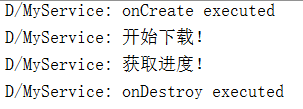 D/MyService: onCreate executed
D/MyService: 开始下载!
D/MyService: 获取进度!
D/MyService: onDestroy executed